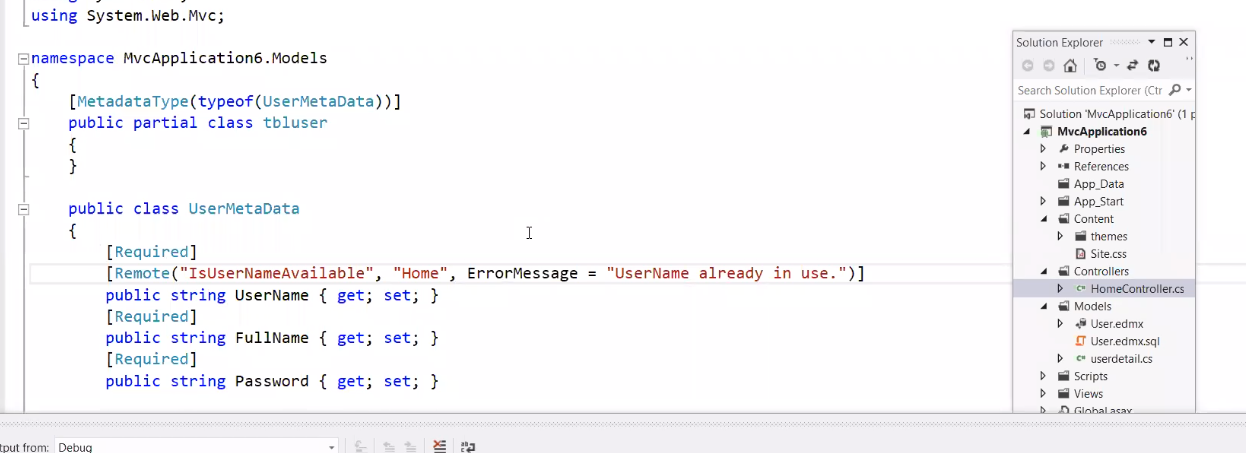 using System.Web.Mvc;
namespace MvcApplication6.Models
{
[MetadataType(typeof(UserMetaData))]
public partial class tbluser
{
}
public class UserMetaData
{
[Required]
[Remote("IsUserNameAvailable", "Home", ErrorMessage = "UserName already in use.")]
public string UserName { get; set; }
[Required]
public string FullName { get; set; }
[Required]
public string Password { get; set; }
Solution Explorer
Search Solution Explorer (Ctr
Solution 'MvcApplication6' (1 p
MvcApplication6
Properties
References
App_Data
App_Start
Content
themes
Site.css
Controllers
HomeController.cs
Models
User.edmx
User.edmx.sql
userdetail.cs
Scripts
Views
Global.asax
tput from: Debug